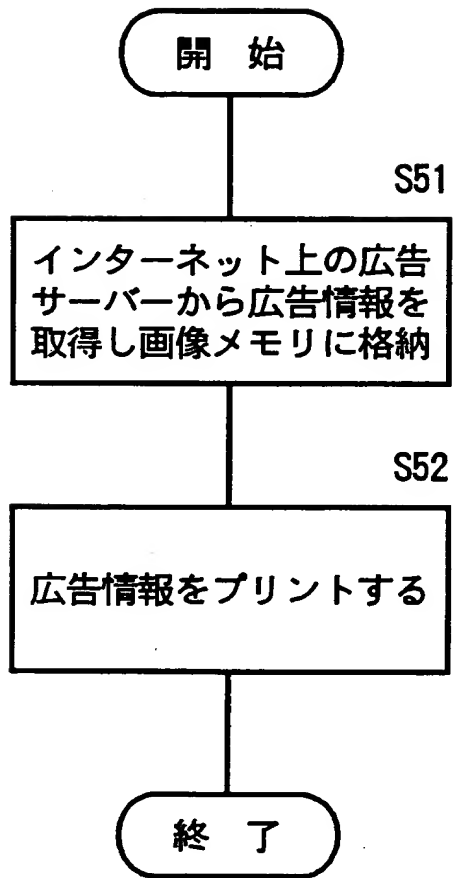 開 始
S51
インターネット上の広告
サーバーから広告情報を
取得し画像メモリに格納
S52
広告情報をプリントする
終 了